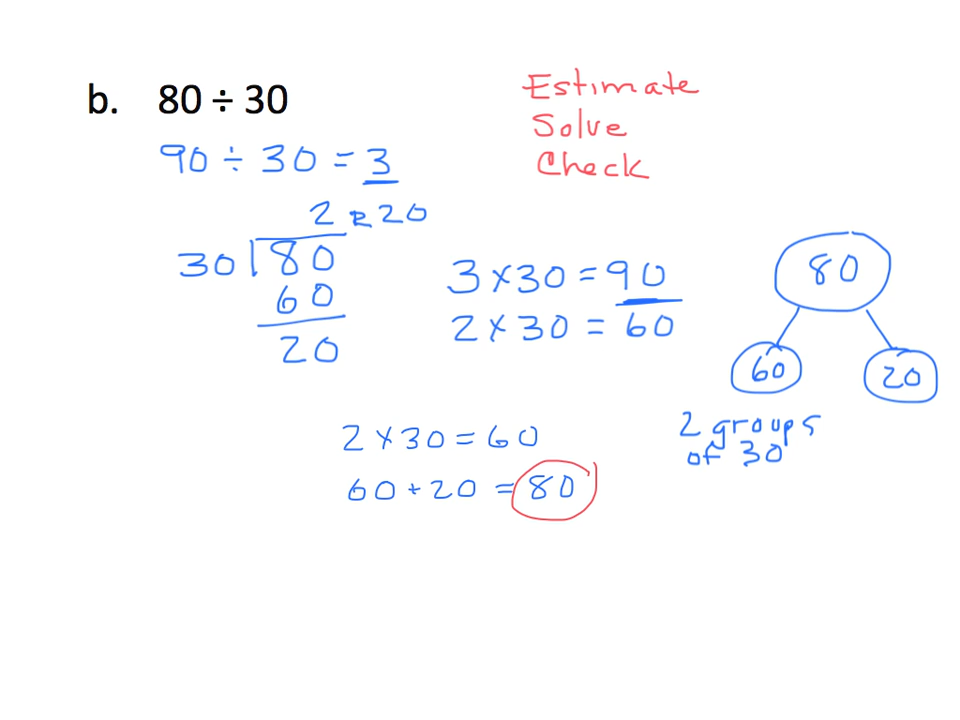 b. 80 ÷ 30
Estimate
Solve
Check
90 ÷ 30 = 3
2 R 20
30 80
60
20
3 × 30 = 90
2 × 30 = 60
80
60 20
2 groups
of 30
2 × 30 = 60
60 + 20 = 80